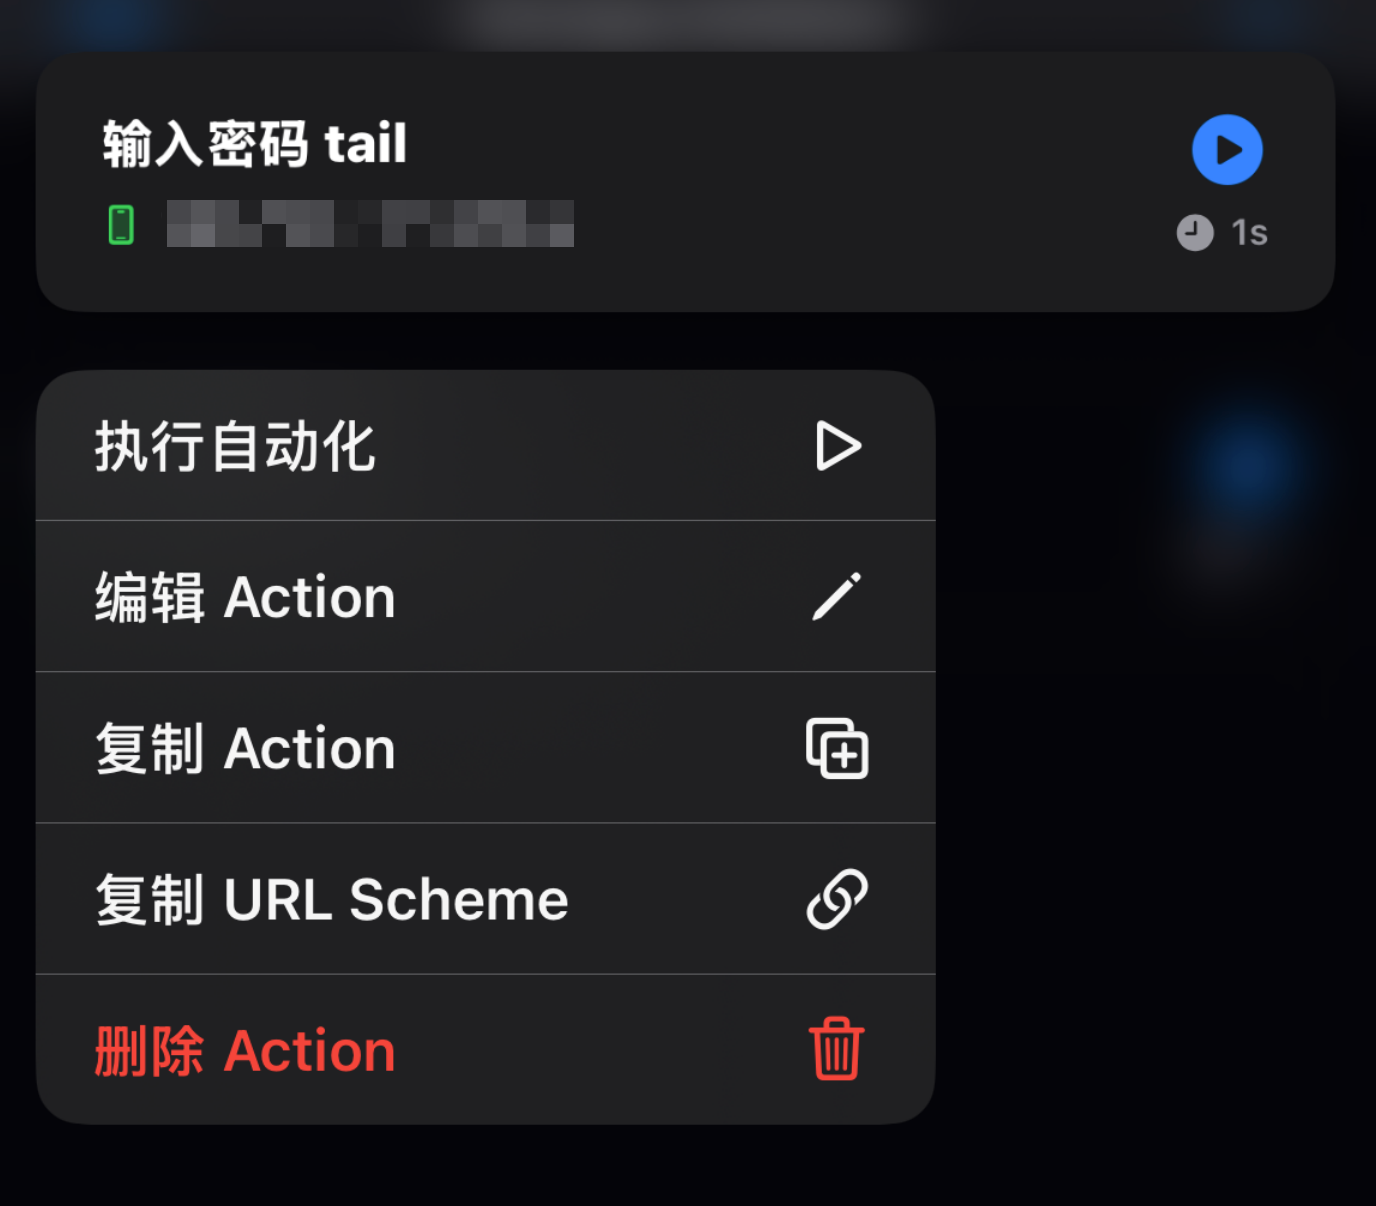 输入密码 tail
1s
执行自动化
编辑 Action
复制 Action
复制 URL Scheme
删除 Action